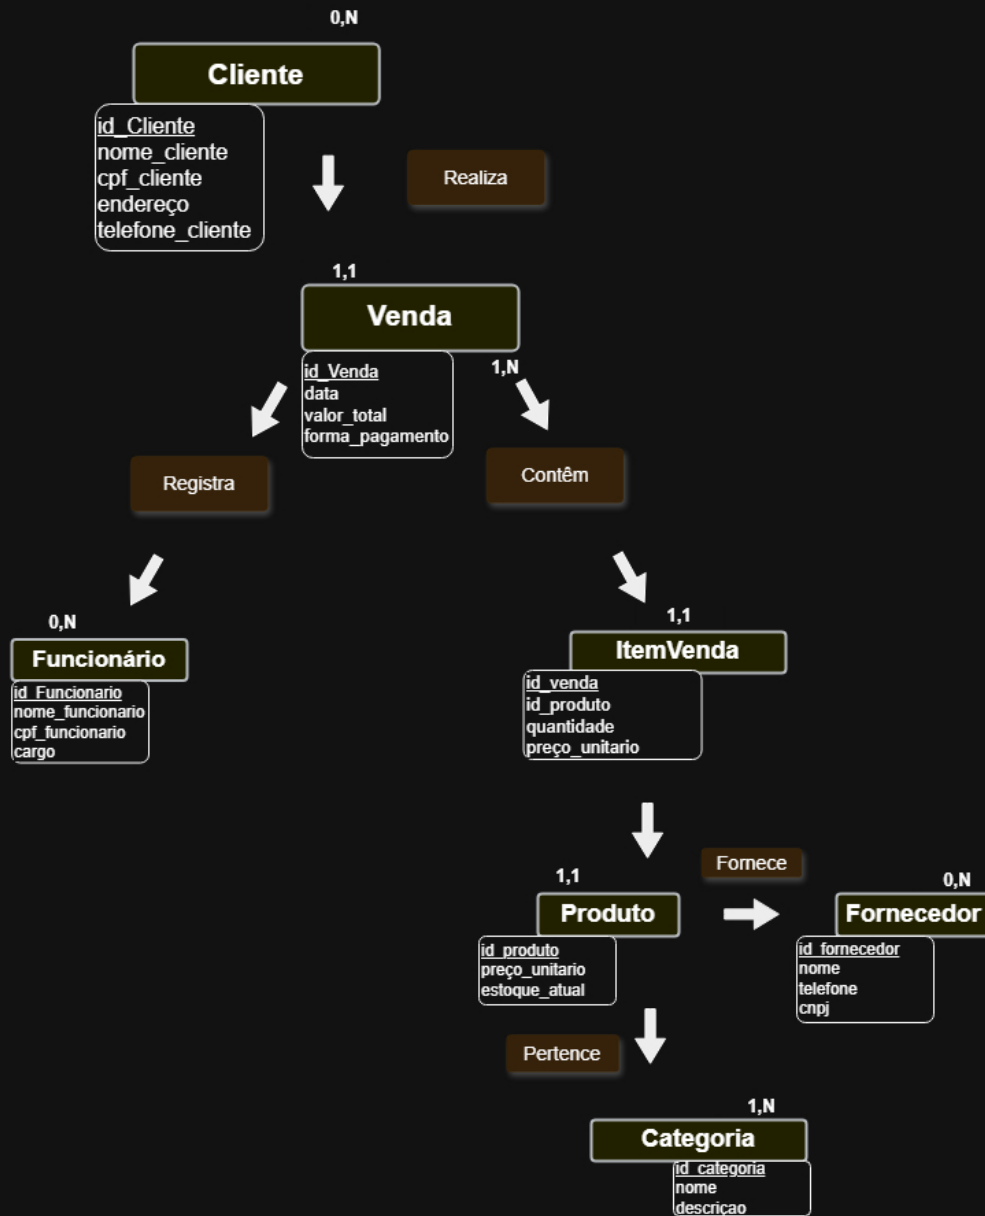 0,N
Cliente
id_Cliente
nome_cliente
cpf_cliente
endereço
telefone_cliente
Realiza
1,1
Venda
id_Venda
data
valor_total
forma_pagamento
1,N
Registra
Contêm
0,N
Funcionário
id_Funcionario
nome_funcionario
cpf_funcionario
cargo
1,1
ItemVenda
id_venda
id_produto
quantidade
preço_unitario
Fornece
1,1
Produto
id_produto
preço_unitario
estoque_atual
0,N
Fornecedor
id_fornecedor
nome
telefone
cnpj
Pertence
1,N
Categoria
id_categoria
nome
descriçao